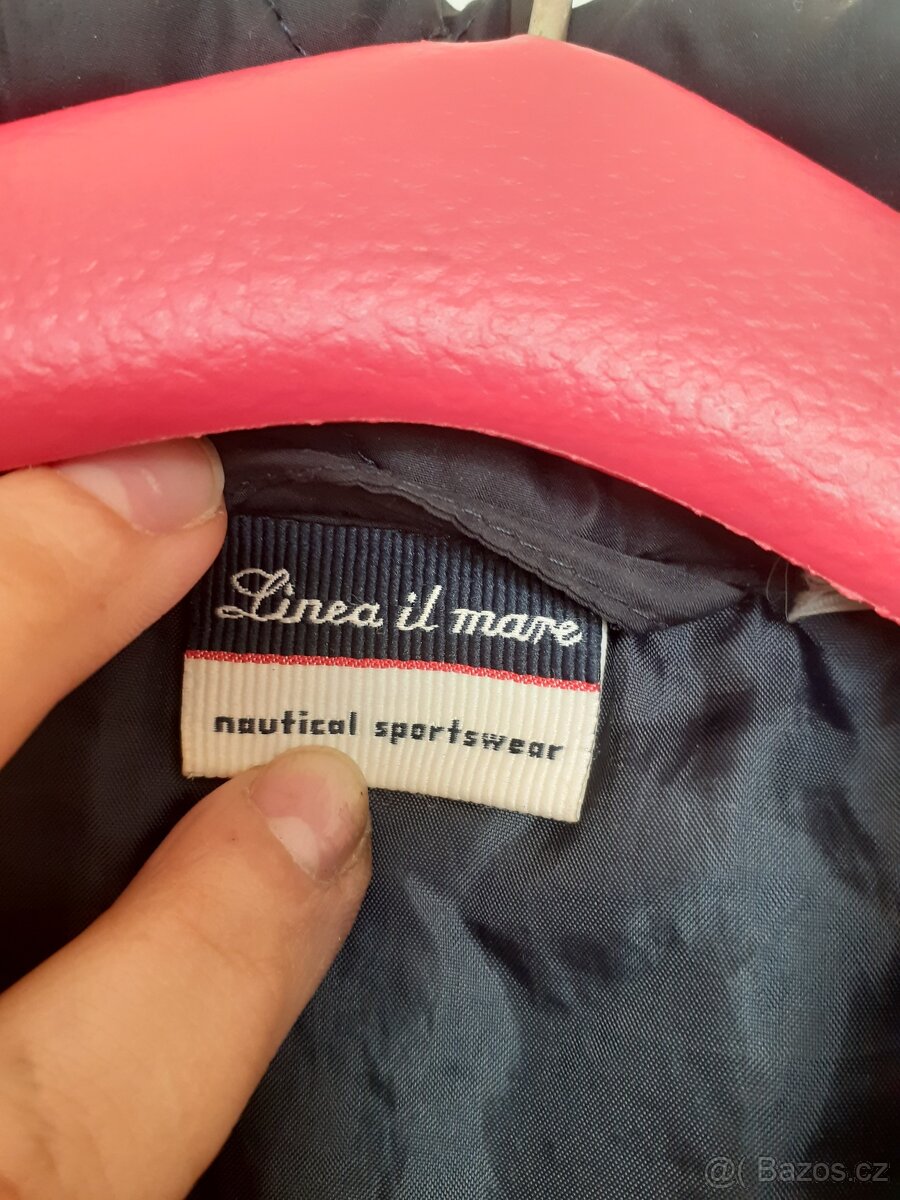 Linea il mare
nautical sportswear
@( Bazos.cz